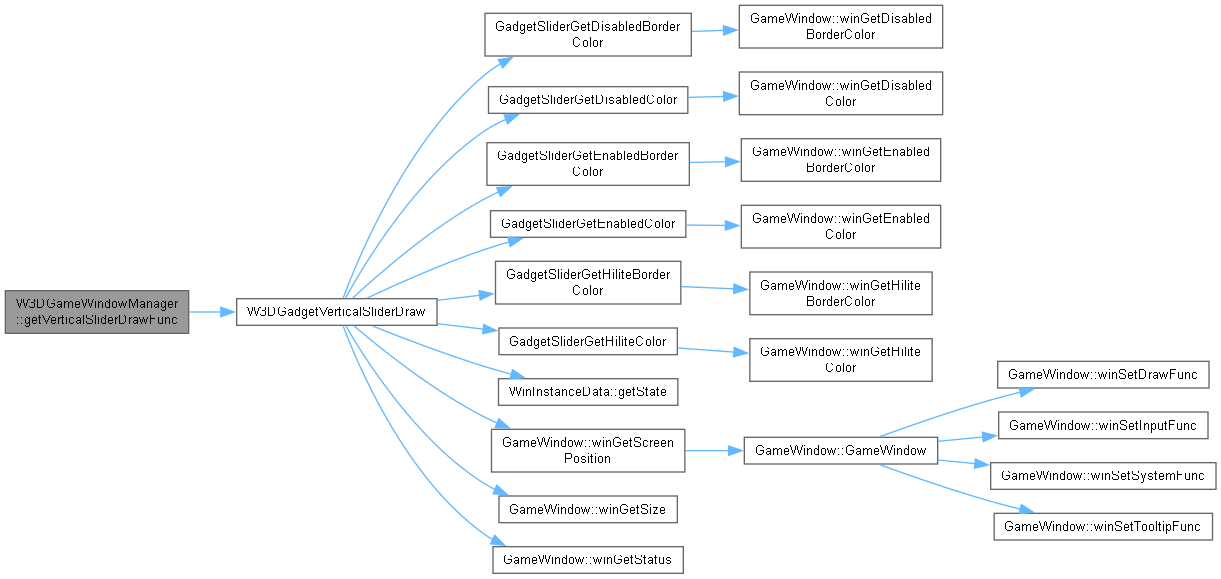 W3DGameWindowManager
::getVerticalSliderDrawFunc
W3DGadgetVerticalSliderDraw
GadgetSliderGetDisabledBorder
Color
GameWindow::winGetDisabled
BorderColor
GadgetSliderGetDisabledColor
GameWindow::winGetDisabled
Color
GadgetSliderGetEnabledBorder
Color
GameWindow::winGetEnabled
BorderColor
GadgetSliderGetEnabledColor
GameWindow::winGetEnabled
Color
GadgetSliderGetHiliteBorder
Color
GameWindow::winGetHilite
BorderColor
GadgetSliderGetHiliteColor
GameWindow::winGetHilite
Color
WinInstanceData::getState
GameWindow::winGetScreen
Position
GameWindow::GameWindow
GameWindow::winSetDrawFunc
GameWindow::winSetInputFunc
GameWindow::winSetSystemFunc
GameWindow::winSetTooltipFunc
GameWindow::winGetSize
GameWindow::winGetStatus